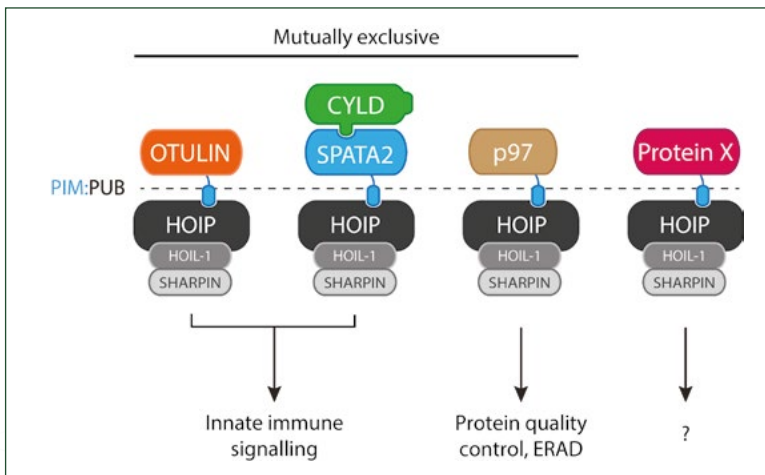 Mutually exclusive
CYLD
OTULIN
SPATA2
p97
Protein X
PIM:PUB
HOIP
HOIP
HOIP
HOIP
HOIL-1
HOIL-1
HOIL-1
HOIL-1
SHARPIN
SHARPIN
SHARPIN
SHARPIN
Innate immune
signalling
Protein quality
control, ERAD
?